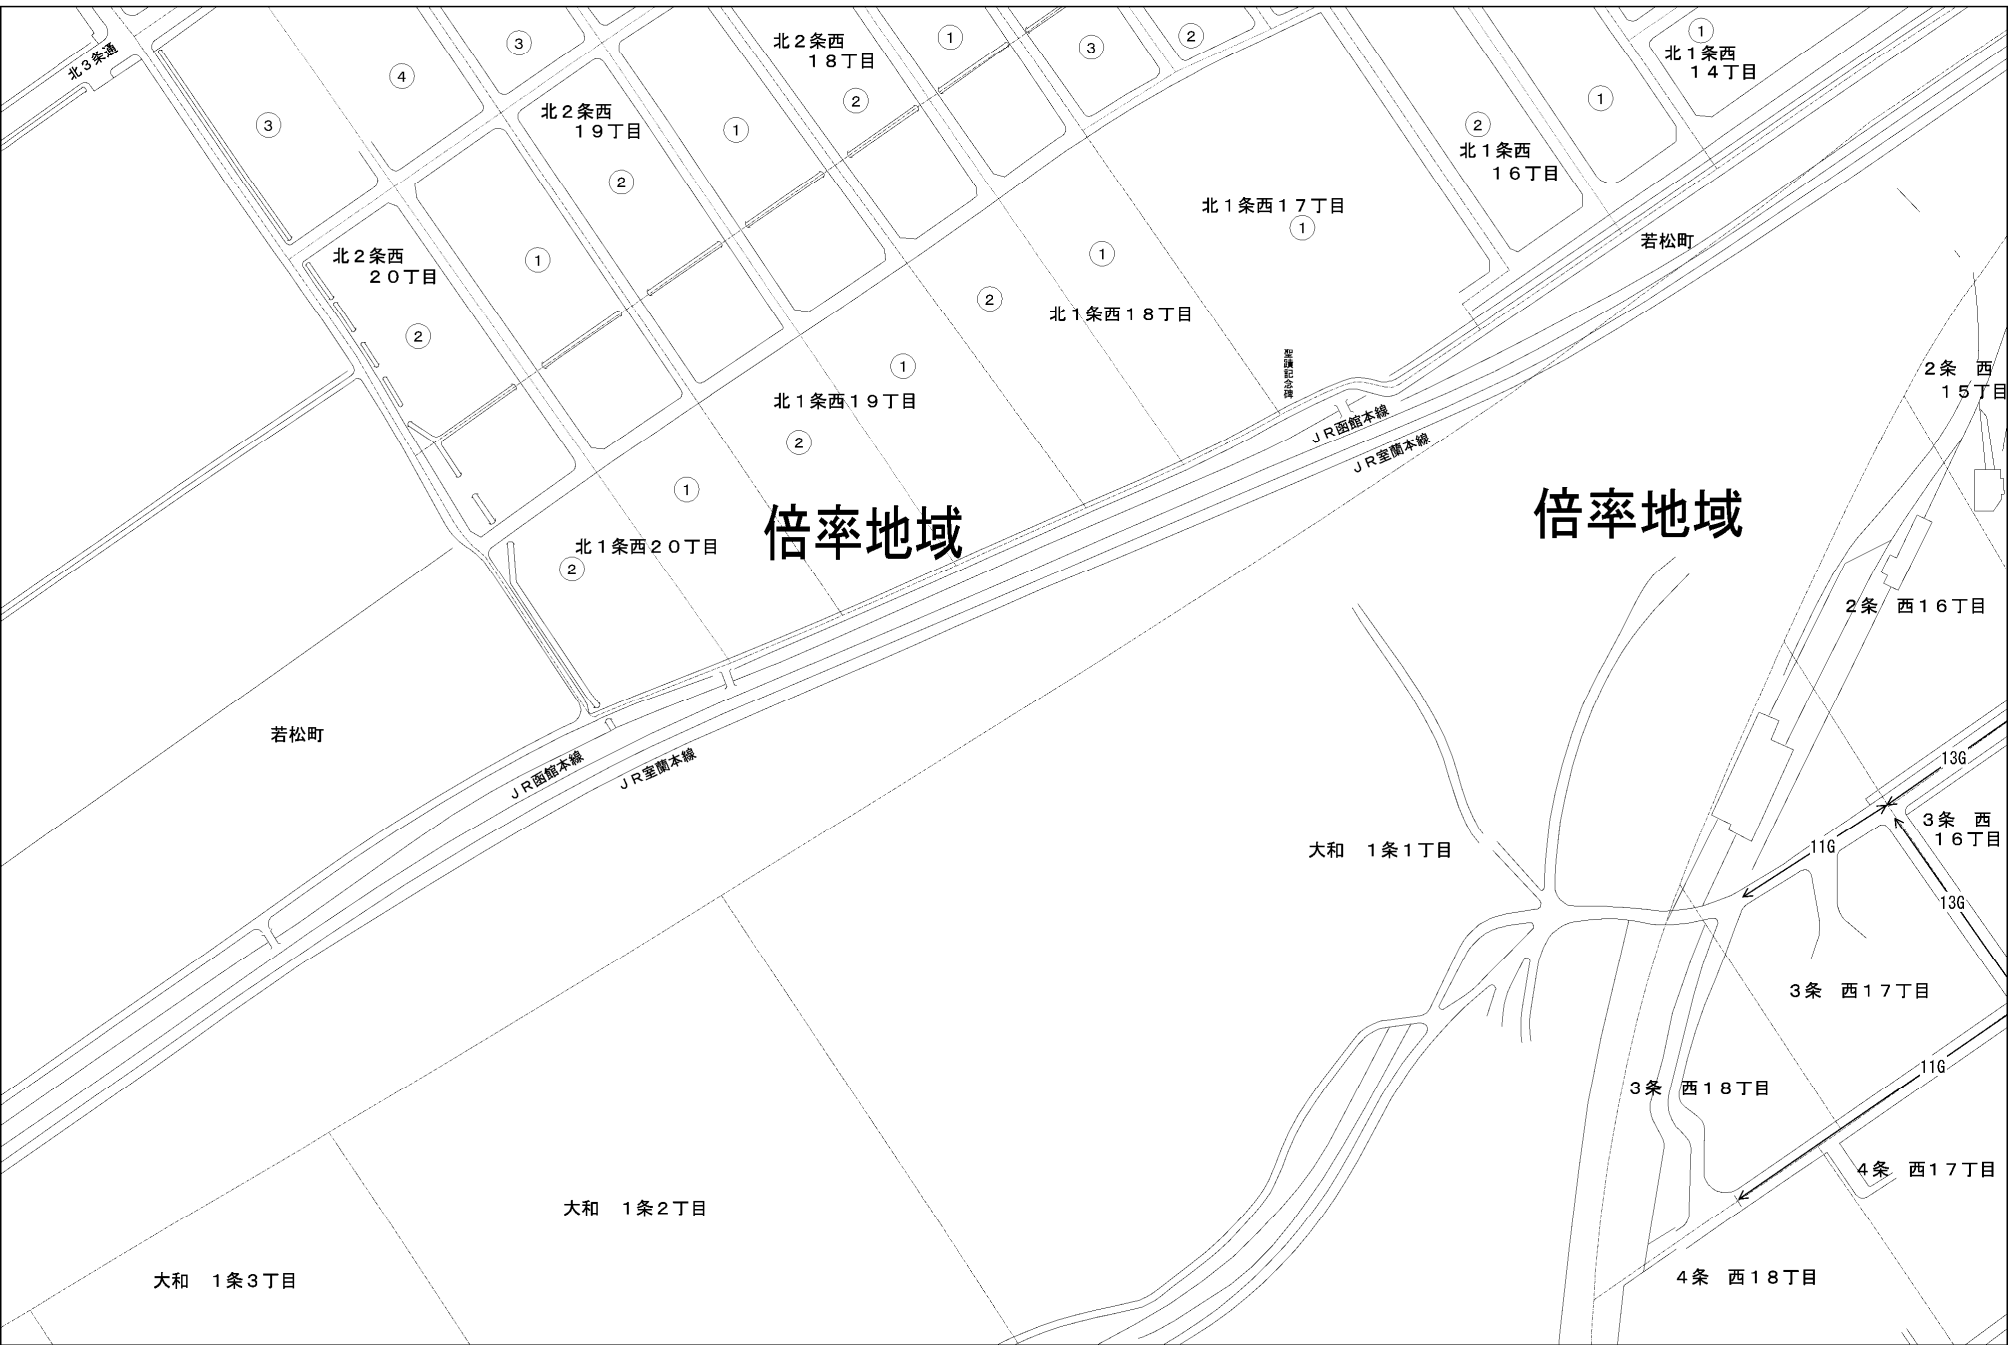 北３条通
３
４
３
北２条西
１９丁目
２
１
北２条西
１８丁目
２
１
３
２
１
北１条西
１４丁目
１
２
北１条西
１６丁目
北２条西
２０丁目
２
１
北１条西１７丁目
１
若松町
１
２
北１条西１８丁目
聖蹟記念碑
１
北１条西１９丁目
２
１
北１条西２０丁目
２
倍率地域
倍率地域
ＪＲ函館本線
ＪＲ室蘭本線
２条　西
１５丁目
２条　西１６丁目
若松町
ＪＲ函館本線
ＪＲ室蘭本線
13G
３条　西
１６丁目
11G
13G
大和　１条１丁目
３条　西１７丁目
11G
３条　西１８丁目
４条　西１７丁目
大和　１条２丁目
大和　１条３丁目
４条　西１８丁目